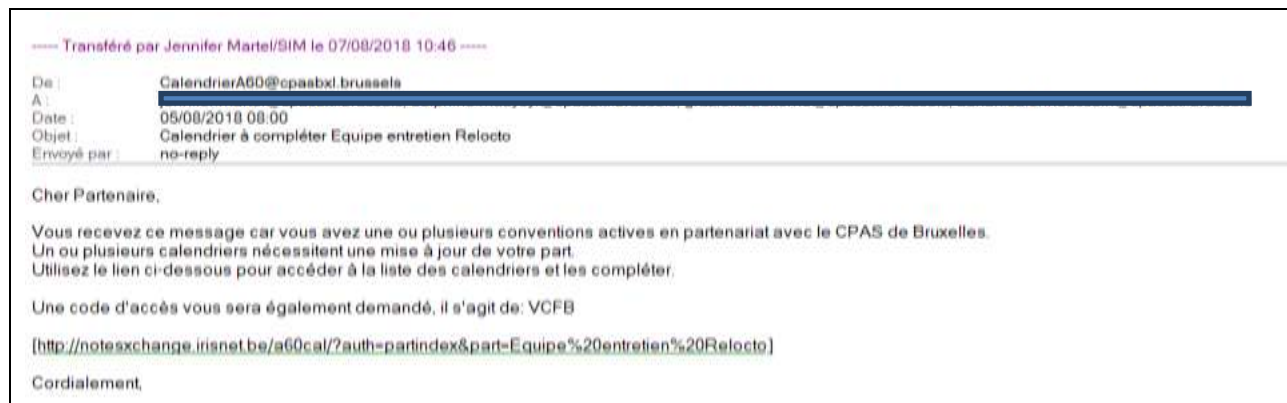 ----- Transféré par Jennifer Martel/SIM le 07/08/2018 10:46 -----
De : CalendrierA60@cpasbxl.brussels
A :
Date : 05/08/2018 08:00
Objet : Calendrier à compléter Equipe entretien Relocto
Envoyé par : no-reply
Cher Partenaire,
Vous recevez ce message car vous avez une ou plusieurs conventions actives en partenariat avec le CPAS de Bruxelles.
Un ou plusieurs calendriers nécessitent une mise à jour de votre part.
Utilisez le lien ci-dessous pour accéder à la liste des calendriers et les compléter.
Une code d'accès vous sera également demandé, il s'agit de: VCFB
[http://notesxchange.irisnet.be/a60cal/?auth=partindex&part=Equipe%20entretien%20Relocto]
Cordialement,